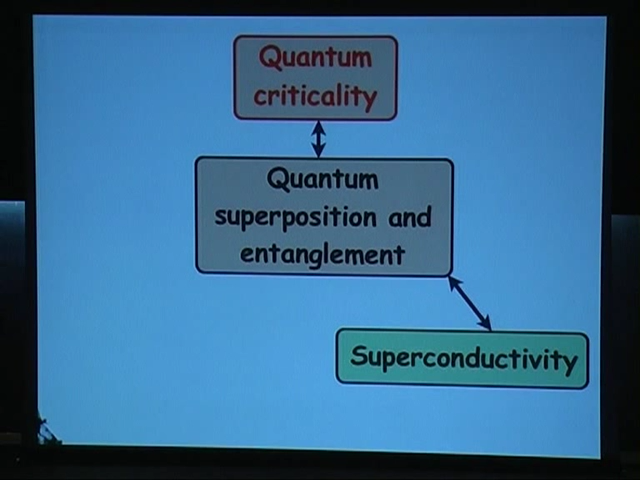 Quantum
criticality
Quantum
superposition and
entanglement
Superconductivity